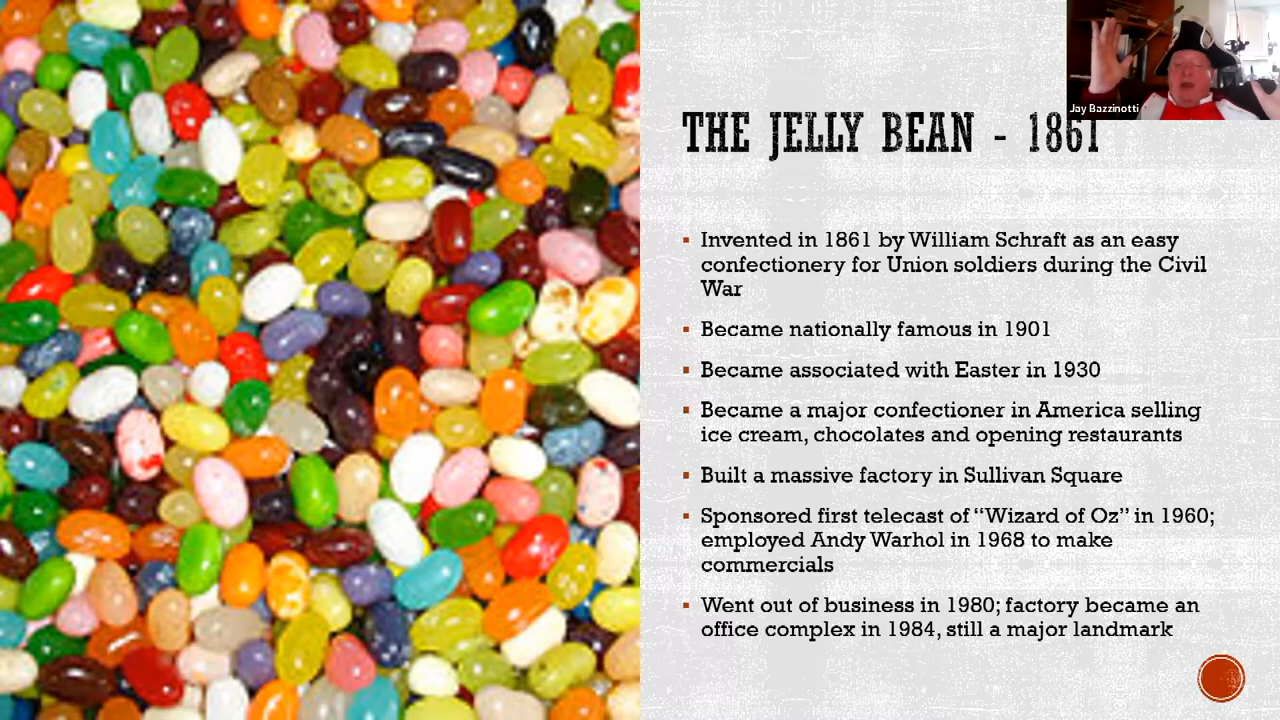 Jay Bazzinotti
THE JELLY BEAN - 1861
▪ Invented in 1861 by William Schraft as an easy
confectionery for Union soldiers during the Civil
War
▪ Became nationally famous in 1901
▪ Became associated with Easter in 1930
▪ Became a major confectioner in America selling
ice cream, chocolates and opening restaurants
▪ Built a massive factory in Sullivan Square
▪ Sponsored first telecast of “Wizard of Oz” in 1960;
employed Andy Warhol in 1968 to make
commercials
▪ Went out of business in 1980; factory became an
office complex in 1984, still a major landmark